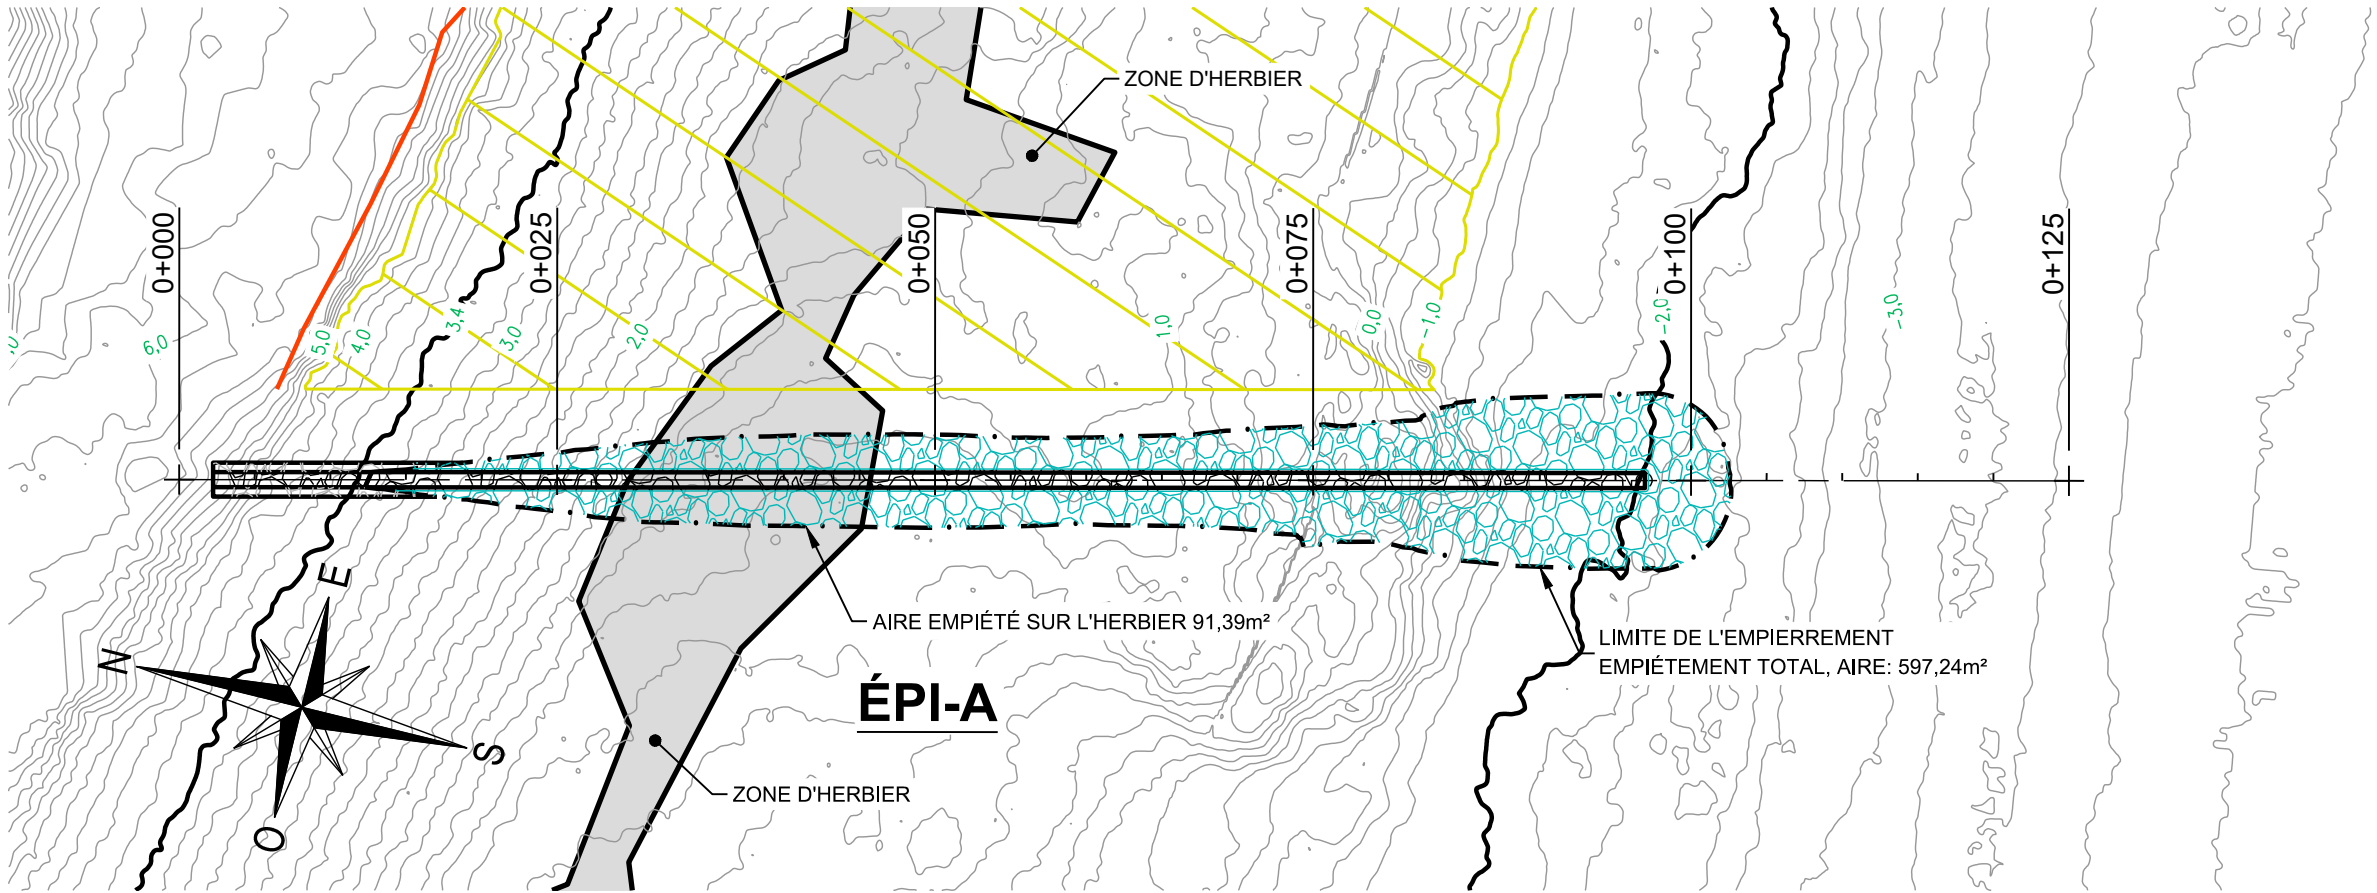 ZONE D'HERBIER
0+000
0+025
0+050
0+075
0+100
0+125
6,0
5,0
4,0
3,4
3,0
2,0
1,0
0,0
-1,0
-2,0
-3,0
AIRE EMPIÉTÉ SUR L'HERBIER 91,39m²
LIMITE DE L'EMPIERREMENT
EMPIÉTEMENT TOTAL, AIRE: 597,24m²
ÉPI-A
ZONE D'HERBIER
N
E
S
O